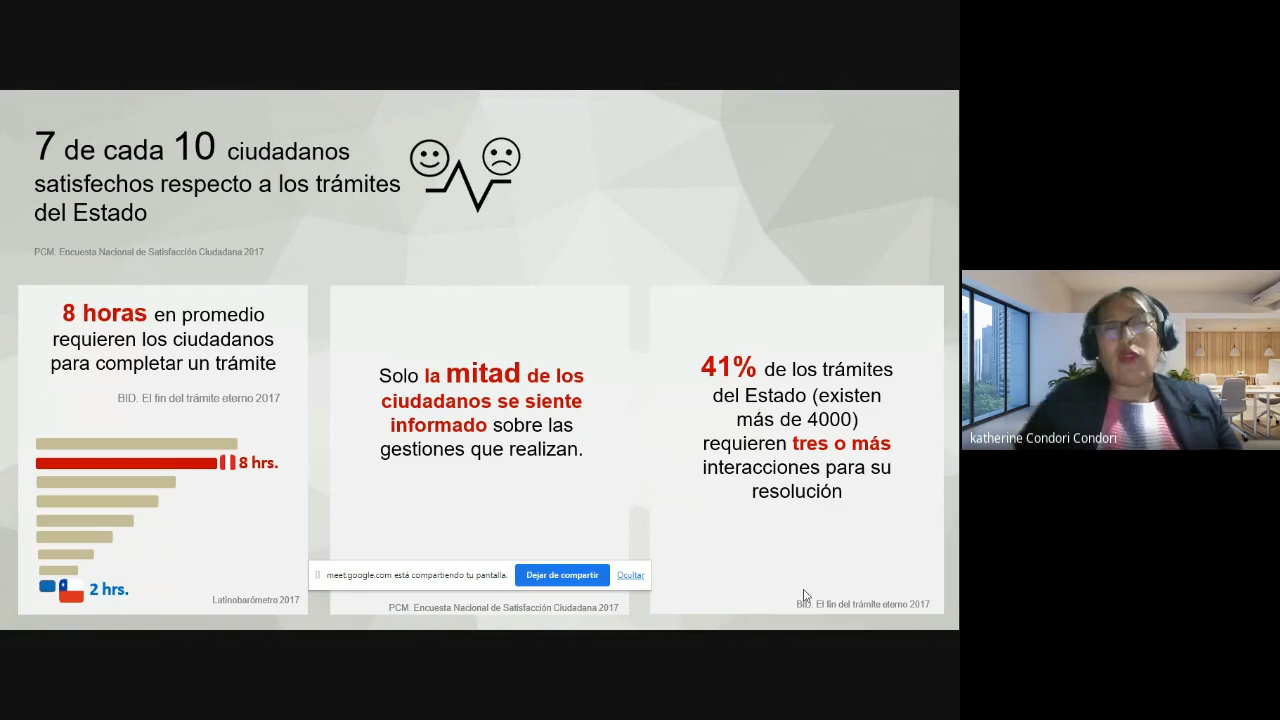 7 de cada 10 ciudadanos
satisfechos respecto a los trámites
del Estado
PCM. Encuesta Nacional de Satisfacción Ciudadana 2017
8 horas en promedio
requieren los ciudadanos
para completar un trámite
BID. El fin del trámite eterno 2017
8 hrs.
2 hrs.
Latinobarómetro 2017
Solo la mitad de los
ciudadanos se siente
informado sobre las
gestiones que realizan.
PCM. Encuesta Nacional de Satisfacción Ciudadana 2017
41% de los trámites
del Estado (existen
más de 4000)
requieren tres o más
interacciones para su
resolución
BID. El fin del trámite eterno 2017
meet.google.com está compartiendo tu pantalla.
Dejar de compartir
Ocultar
katherine Condori Condori